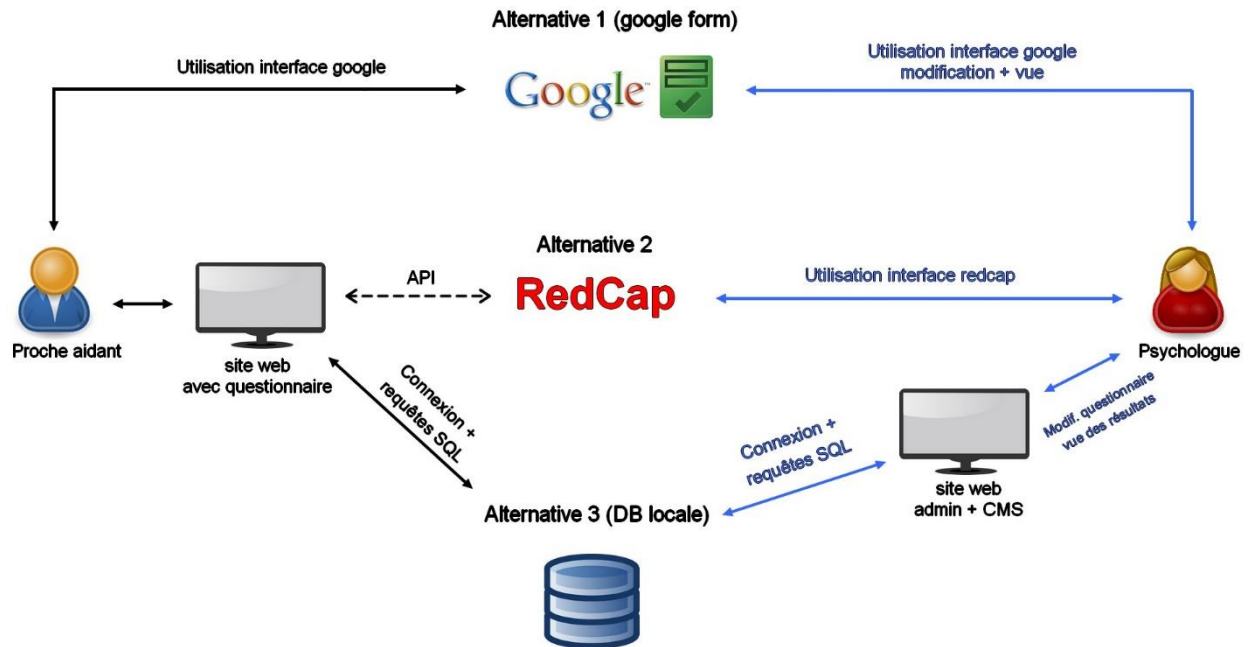 Alternative 1 (google form)
Utilisation interface google
Google™
Utilisation interface google
modification + vue
Alternative 2
API
RedCap
Utilisation interface redcap
Proche aidant
site web
avec questionnaire
Psychologue
Connexion +
requêtes SQL
Connexion +
requêtes SQL
Modif. questionnaire
vue des résultats
site web
admin + CMS
Alternative 3 (DB locale)